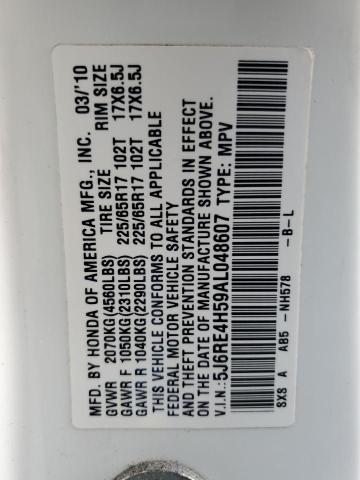 MFD. BY HONDA OF AMERICA MFG., INC. 03/'10
GVWR 2070KG(4560LBS) TIRE SIZE RIM SIZE
GAWR F 1050KG(2310LBS) 225/65R17 102T 17X6.5J
GAWR R 1040KG(2290LBS) 225/65R17 102T 17X6.5J
THIS VEHICLE CONFORMS TO ALL APPLICABLE
FEDERAL MOTOR VEHICLE SAFETY
AND THEFT PREVENTION STANDARDS IN EFFECT
ON THE DATE OF MANUFACTURE SHOWN ABOVE.
V.I.N.: 5J6RE4H59AL048607 TYPE: MPV
8X8 A AB5 -NH578 -B-L